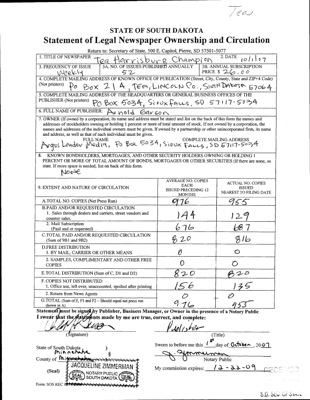 Tea
STATE OF SOUTH DAKOTA
Statement of Legal Newspaper Ownership and Circulation
Return to: Secretary of State, 500 E. Capitol, Pierre, SD 57501-5077
1. TITLE OF NEWSPAPER Tea Harrisburg Champion 2. DATE 10/1/07
3. FREQUENCY OF ISSUE Weekly 3A. NO. OF ISSUES PUBLISHED ANNUALLY 52 3B. ANNUAL SUBSCRIPTION PRICE $ 26.00
4. COMPLETE MAILING ADDRESS OF KNOWN OFFICE OF PUBLICATION (Street, City, County, State and ZIP+4 Code)
(Not printers) PO Box 214, Tea, Lincoln Co., South Dakota 57064
5. COMPLETE MAILING ADDRESS OF THE HEADQUARTERS OR GENERAL BUSINESS OFFICES OF THE
PUBLISHER (Not printers) PO Box 5034, Sioux Falls, SD 57117-5034
6. FULL NAME OF PUBLISHER: Arnold Garson
7. OWNER (If owned by a corporation, its name and address must be stated and list on the back of this form the names and
addresses of stockholders owning or holding 1 percent or more of total amount of stock. If not owned by a corporation, the
names and addresses of the individual owners must be given. If owned by a partnership or other unincorporated firm, its name
and address, as well as that of each individual must be given.
FULL NAME COMPLETE MAILING ADDRESS
Argus Leader Media, PO Box 5034, Sioux Falls, SD 57117-5034
8. KNOWN BONDHOLDERS, MORTGAGES, AND OTHER SECURITY HOLDERS OWNING OR HOLDING 1
PERCENT OR MORE OF TOTAL AMOUNT OF BONDS, MORTGAGES OR OTHER SECURITIES (If there are none, so
state. If more space is needed, list on back of this form.
None
9. EXTENT AND NATURE OF CIRCULATION AVERAGE NO. COPIES EACH ISSUED PRECEDING 12 MONTHS ACTUAL NO. COPIES ISSUED NEAREST TO FILING DATE
A. TOTAL NO. COPIES (Net Press Run) 976 955
B. PAID AND/OR REQUESTED CIRCULATION
1. Sales through dealers and carriers, street vendors and counter sales. 144 129
2. Mail Subscription (Paid and or requested) 676 687
C. TOTAL PAID AND/OR REQUESTED CIRCULATION (Sum of 9B1 and 9B2) 820 816
D. FREE DISTRIBUTION
1. BY MAIL, CARRIER OR OTHER MEANS 0 0
2. SAMPLES, COMPLIMENTARY AND OTHER FREE COPIES 0 0
E. TOTAL DISTRIBUTION (Sum of C, D1 and D2) 820 820
F. COPIES NOT DISTRIBUTED
1. Office use, left over, unaccounted, spoiled after printing 156 135
2. Return from News Agents 0 0
G. TOTAL (Sum of E, F1 and F2 - Should equal net press run shown in A) 976 955
Statement must be signed by Publisher, Business Manager, or Owner in the presence of a Notary Public
I swear that the statements made by me are true, correct, and complete:
Publisher
(Signature) (Title)
State of South Dakota Sworn to before me this 1st day of October, 2007
County of Minnehaha J. Zimmerman
Notary Public
(Seal) JACQUELINE ZIMMERMAN
NOTARY PUBLIC
SOUTH DAKOTA
SEAL
My commission expires: 12-22-09